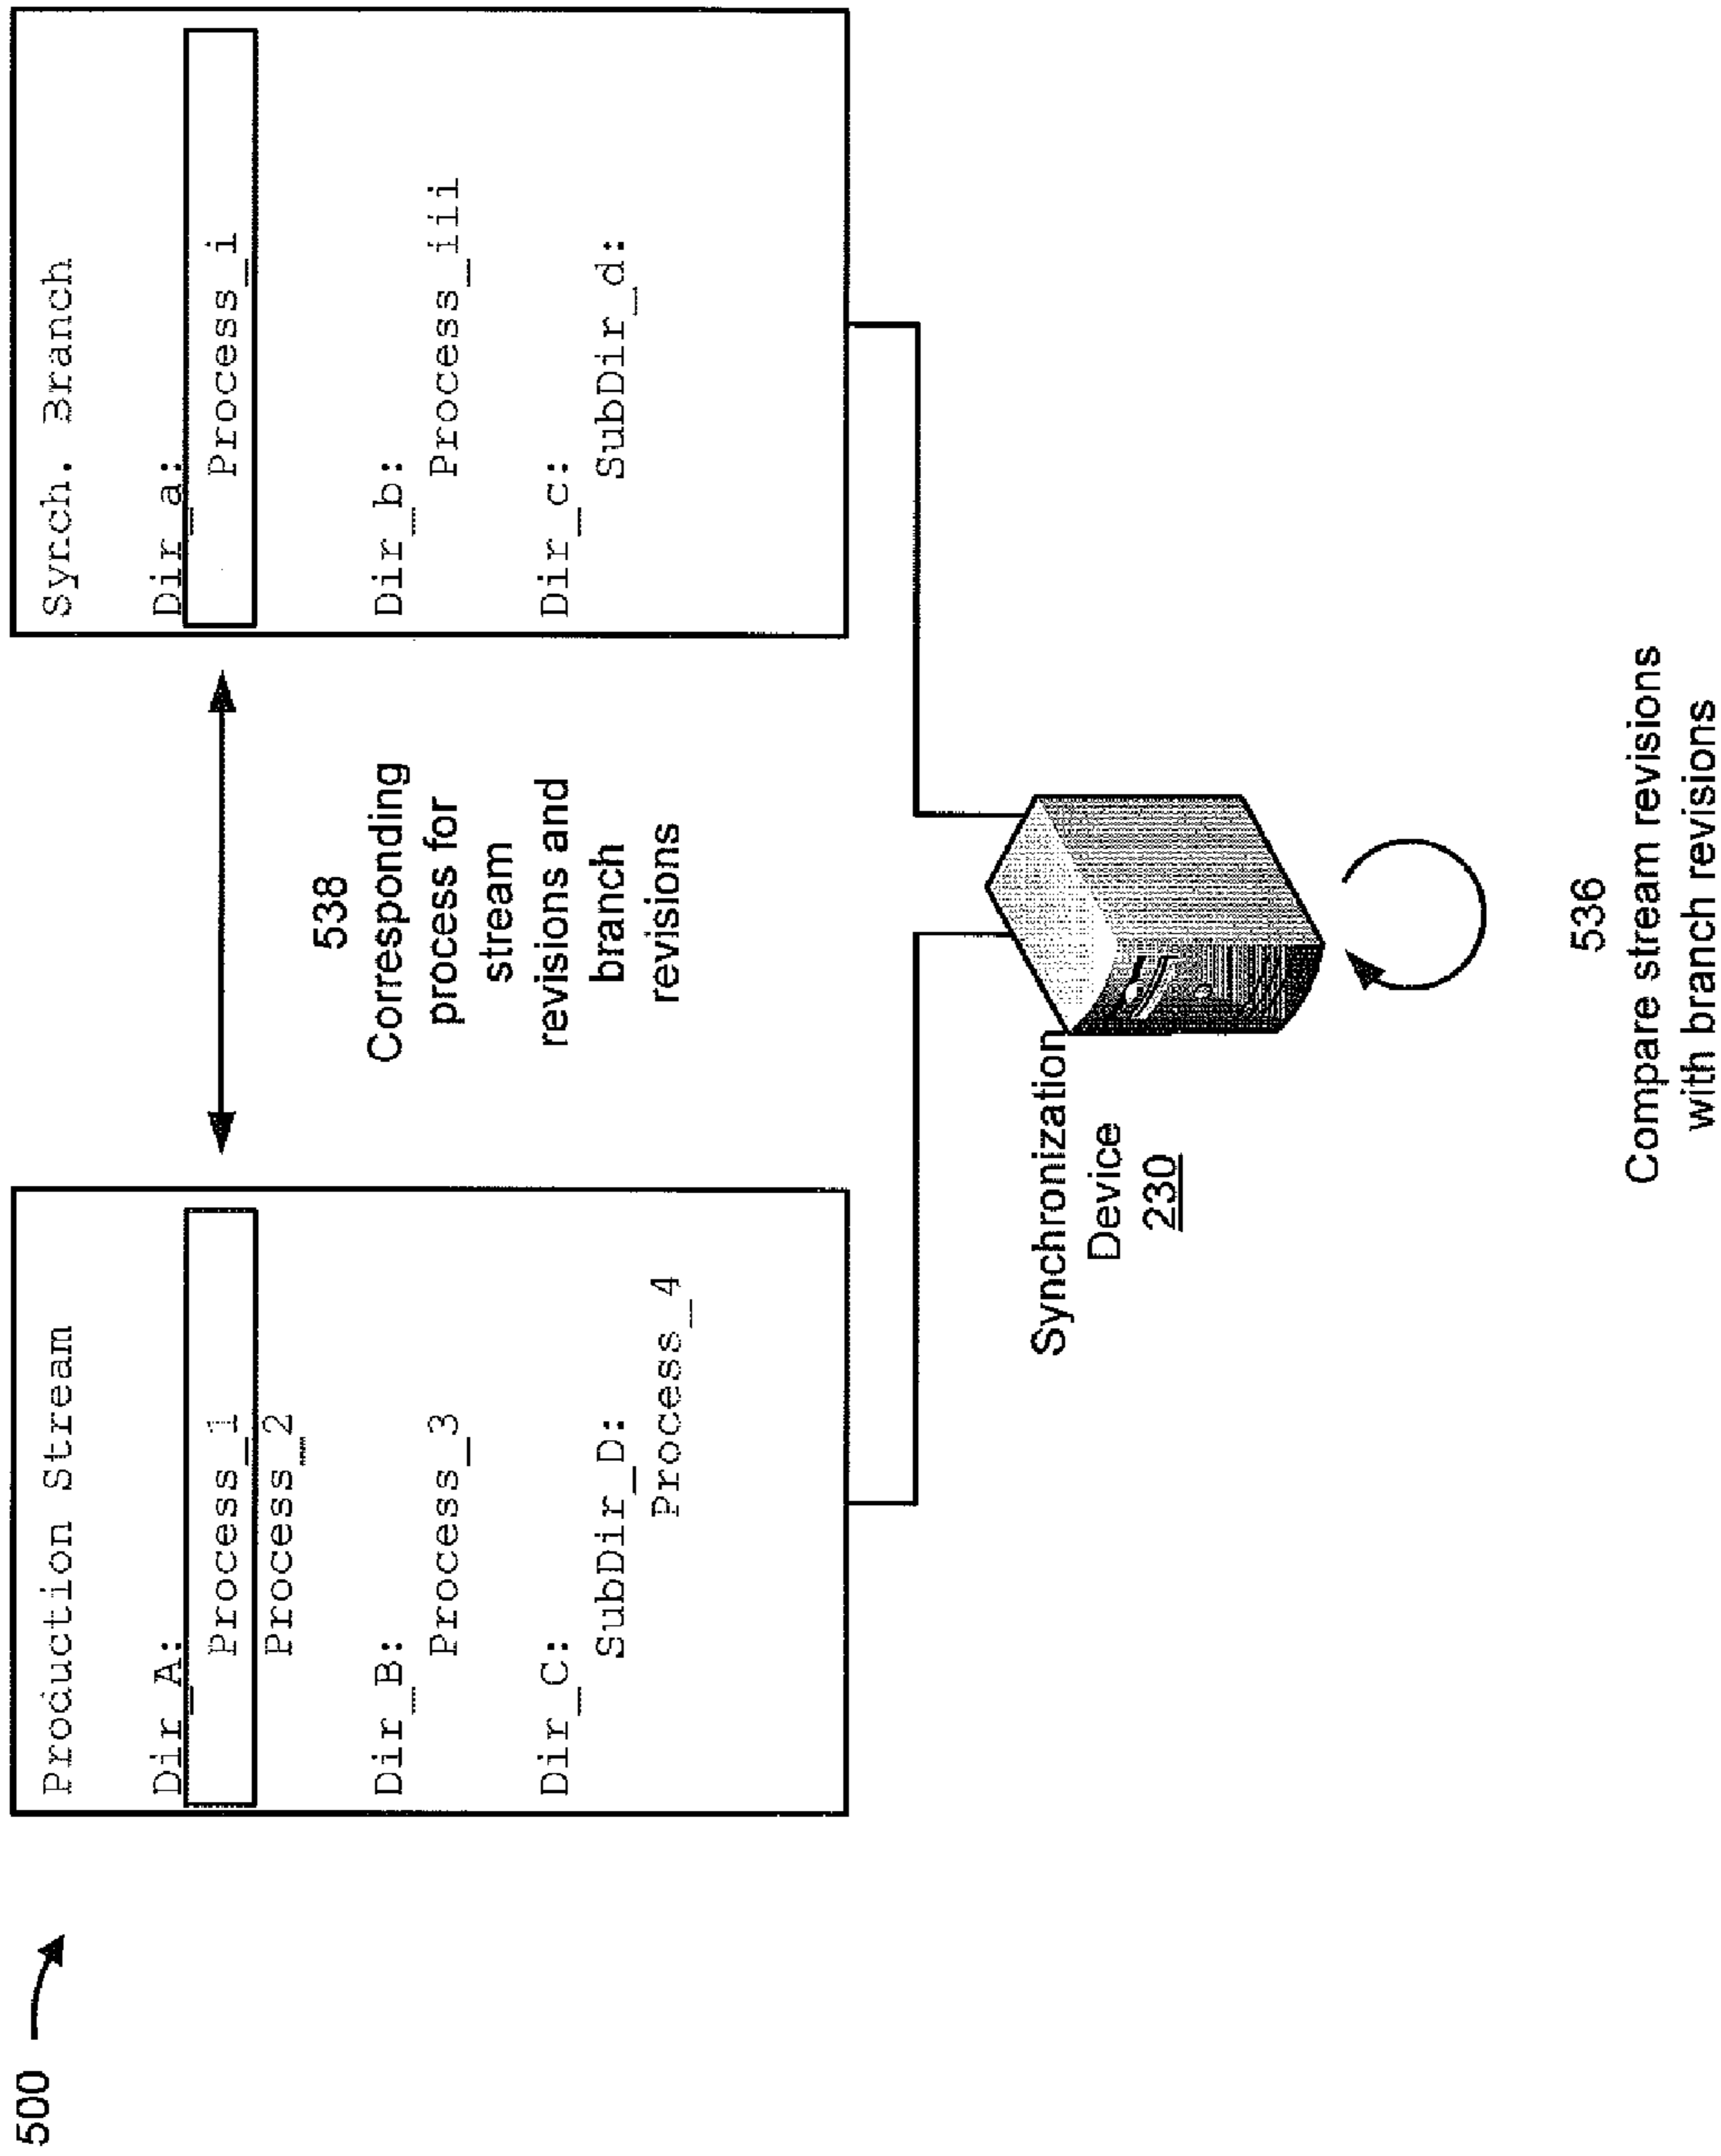 500
Production Stream
Dir_A:
Process_1
Process_2
Dir_B:
Process_3
Dir_C:
SubDir_D:
Process_4
538
Corresponding
process for
stream
revisions and
branch
revisions
Synch. Branch
Dir_a:
Process_i
Dir_b:
Process_iii
Dir_c:
SubDir_d:
Synchronization
Device
230
536
Compare stream revisions
with branch revisions